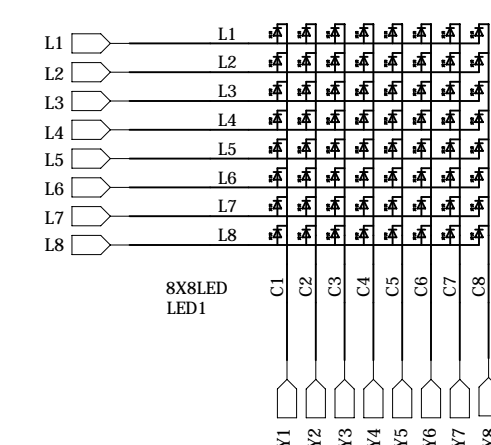 L1 L1
L2 L2
L3 L3
L4 L4
L5 L5
L6 L6
L7 L7
L8 L8
8X8LED
LED1
C1 C2 C3 C4 C5 C6 C7 C8
Y1 Y2 Y3 Y4 Y5 Y6 Y7 Y8